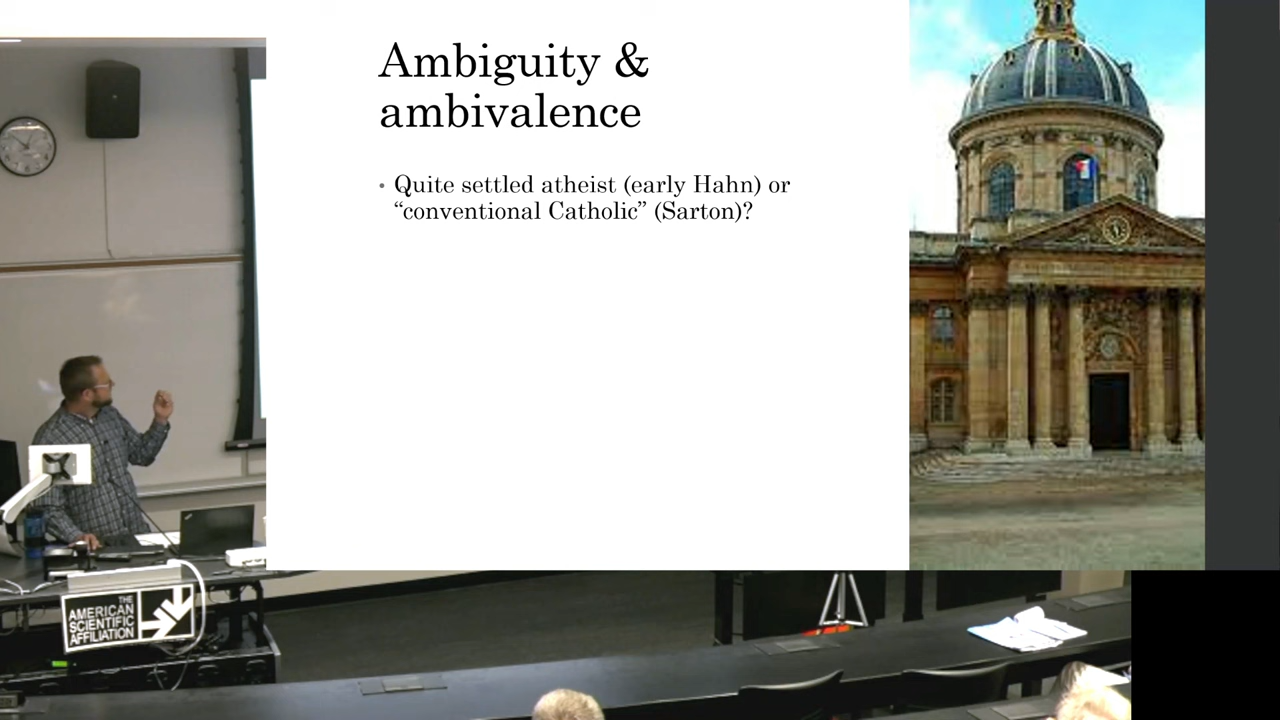 Ambiguity &
ambivalence
• Quite settled atheist (early Hahn) or
“conventional Catholic” (Sarton)?
THE
AMERICAN
SCIENTIFIC
AFFILIATION